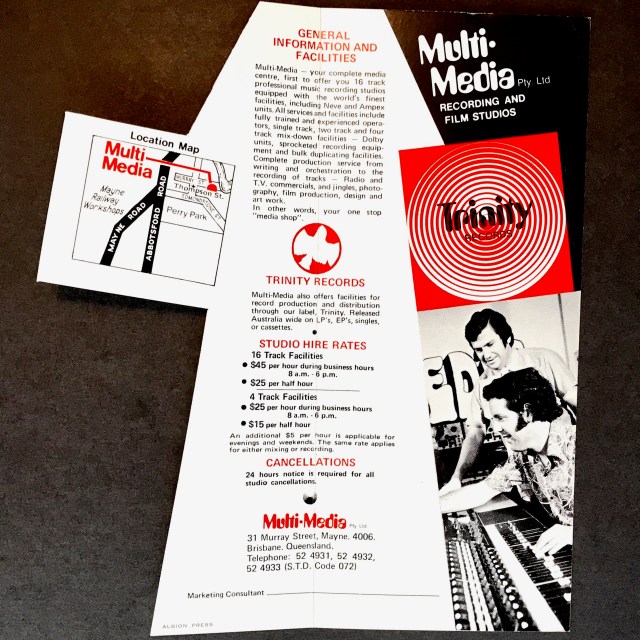 GENERAL
INFORMATION AND
FACILITIES
Multi-Media — your complete media
centre, first to offer you 16 track
professional music recording studios
equipped with the world's finest
facilities, including Neve and Ampex
units. All services and facilities include
fully trained and experienced opera-
tors, single track, two track and four
track mix-down facilities — Dolby
units, sprocketed recording equip-
ment and bulk duplicating facilities.
Complete production service from
writing and orchestration to the
recording of tracks — Radio and
T.V. commercials, and jingles, photo-
graphy, film production, design and
art work.
In other words, your one stop
"media shop".
TRINITY RECORDS
Multi-Media also offers facilities for
record production and distribution
through our label, Trinity. Released
Australia wide on LP's, EP's, singles,
or cassettes.
STUDIO HIRE RATES
16 Track Facilities
• $45 per hour during business hours
8 a.m. - 6 p.m.
• $25 per half hour
4 Track Facilities
• $25 per hour during business hours
8 a.m. - 6 p.m.
• $15 per half hour
An additional $5 per hour is applicable for
evenings and weekends. The same rate applies
for either mixing or recording.
CANCELLATIONS
24 hours notice is required for all
studio cancellations.
Multi-Media Pty Ltd
31 Murray Street, Mayne. 4006.
Brisbane. Queensland.
Telephone: 52 4931, 52 4932,
52 4933 (S.T.D. Code 072)
Marketing Consultant
ALBION PRESS
Location Map
Multi
Media
MURRAY ST.
Thompson St.
Mayne
Railway
Workshops
Perry Park
MAYNE ROAD
ABBOTSFORD ROAD
Multi-
Media Pty Ltd
RECORDING AND
FILM STUDIOS
Trinity
RECORDS